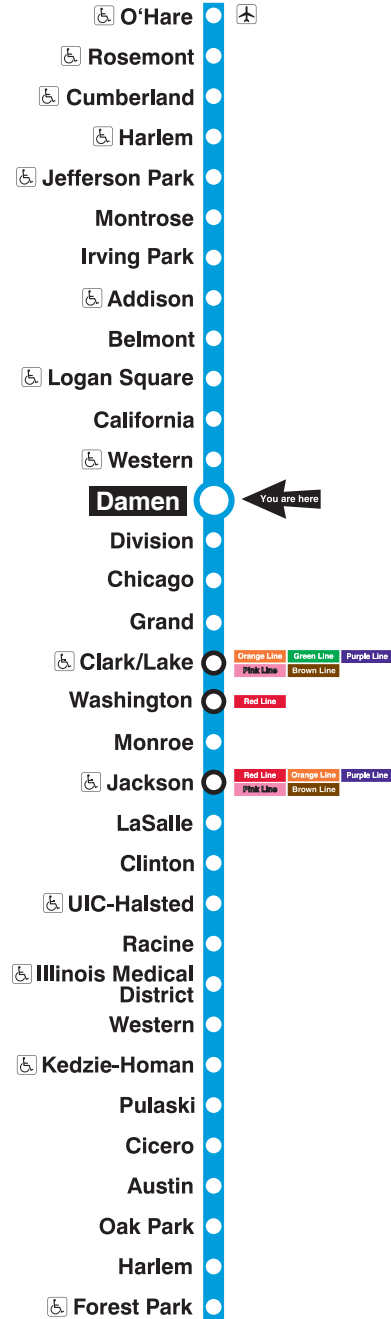 O‘Hare
Rosemont
Cumberland
Harlem
Jefferson Park
Montrose
Irving Park
Addison
Belmont
Logan Square
California
Western
Damen You are here
Division
Chicago
Grand
Clark/Lake Orange Line Green Line Purple Line
Pink Line Brown Line
Washington Red Line
Monroe
Jackson Red Line Orange Line Purple Line
Pink Line Brown Line
LaSalle
Clinton
UIC-Halsted
Racine
Illinois Medical
District
Western
Kedzie-Homan
Pulaski
Cicero
Austin
Oak Park
Harlem
Forest Park